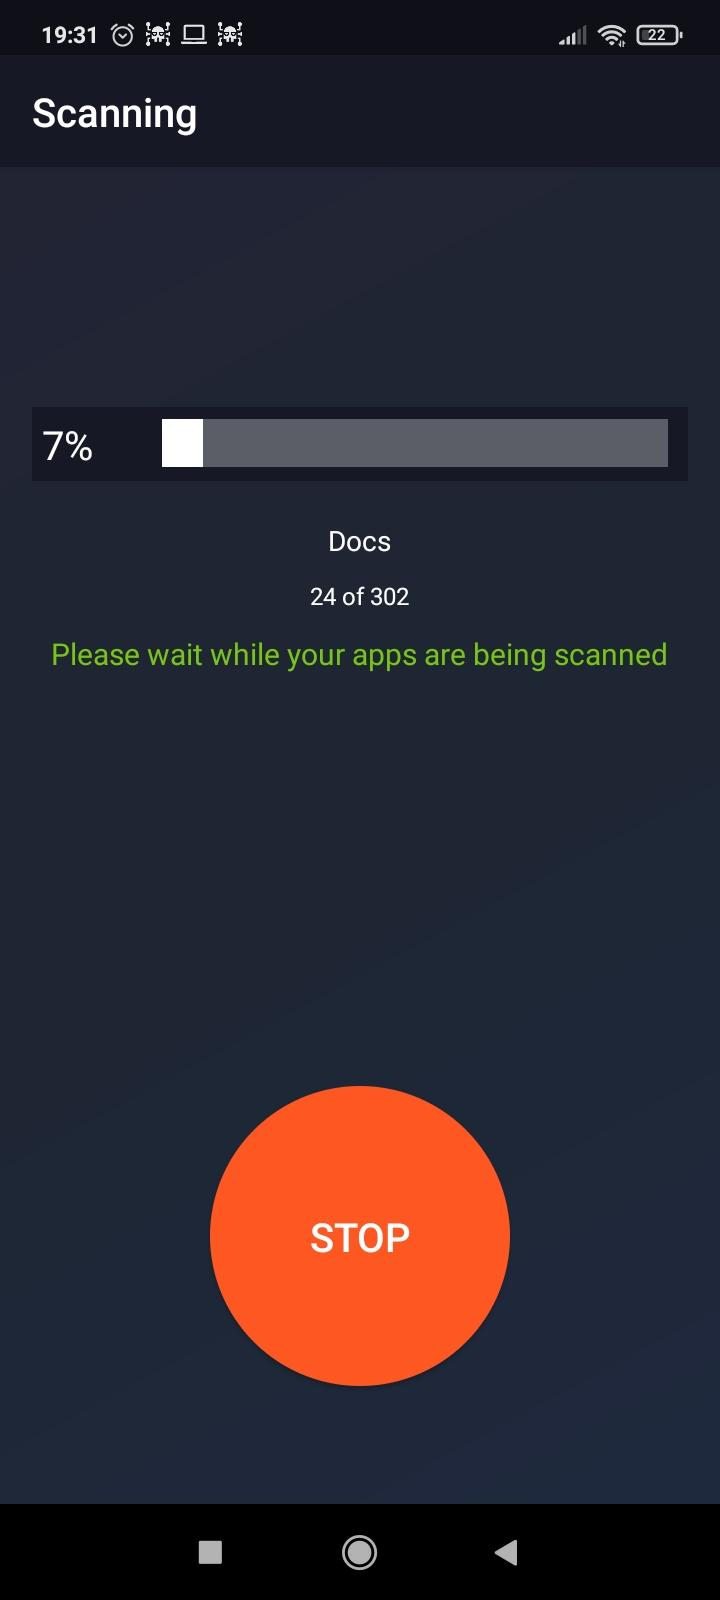 19:31
22
Scanning
7%
Docs
24 of 302
Please wait while your apps are being scanned
STOP